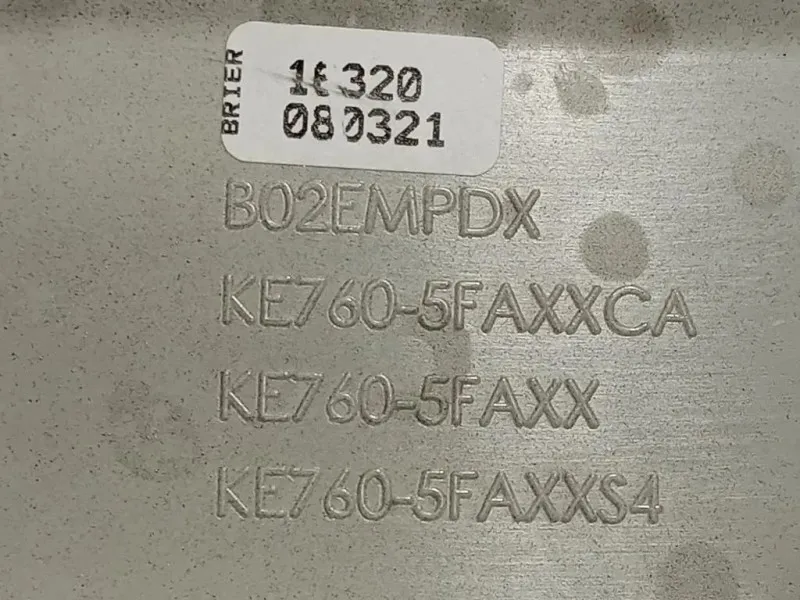 BRIER
080321
B02EMPDX
KE760-5FAXXCA
KE760-5FAXX
KE760-5FAXXS4